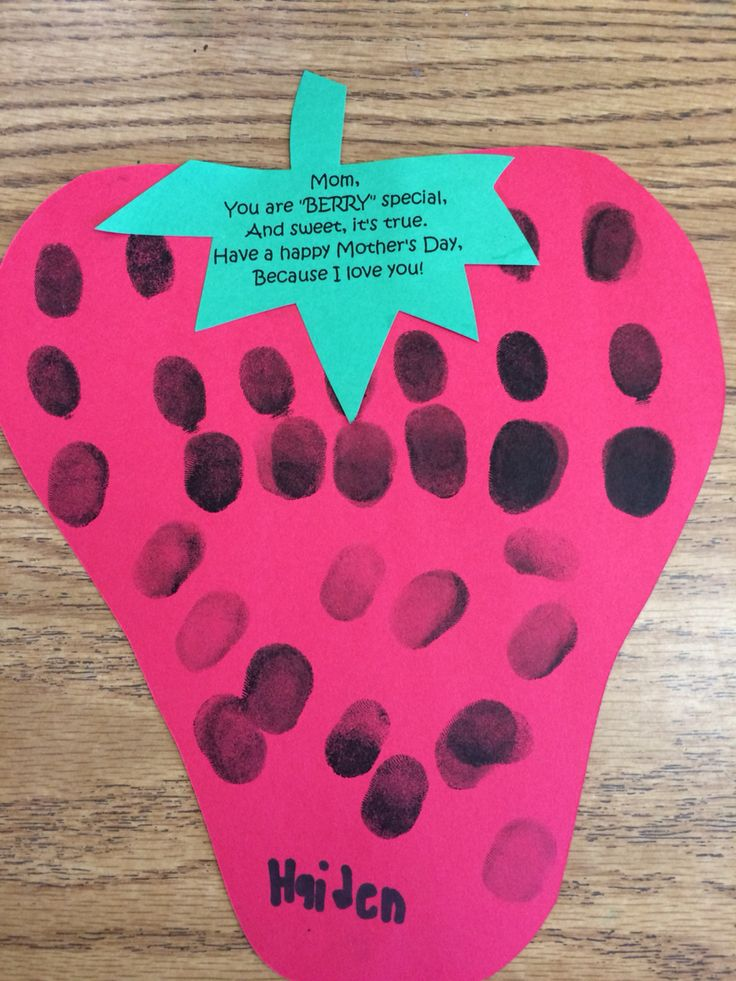 Mom,
You are "BERRY" special,
And sweet, it's true.
Have a happy Mother's Day,
Because I love you!
Haiden